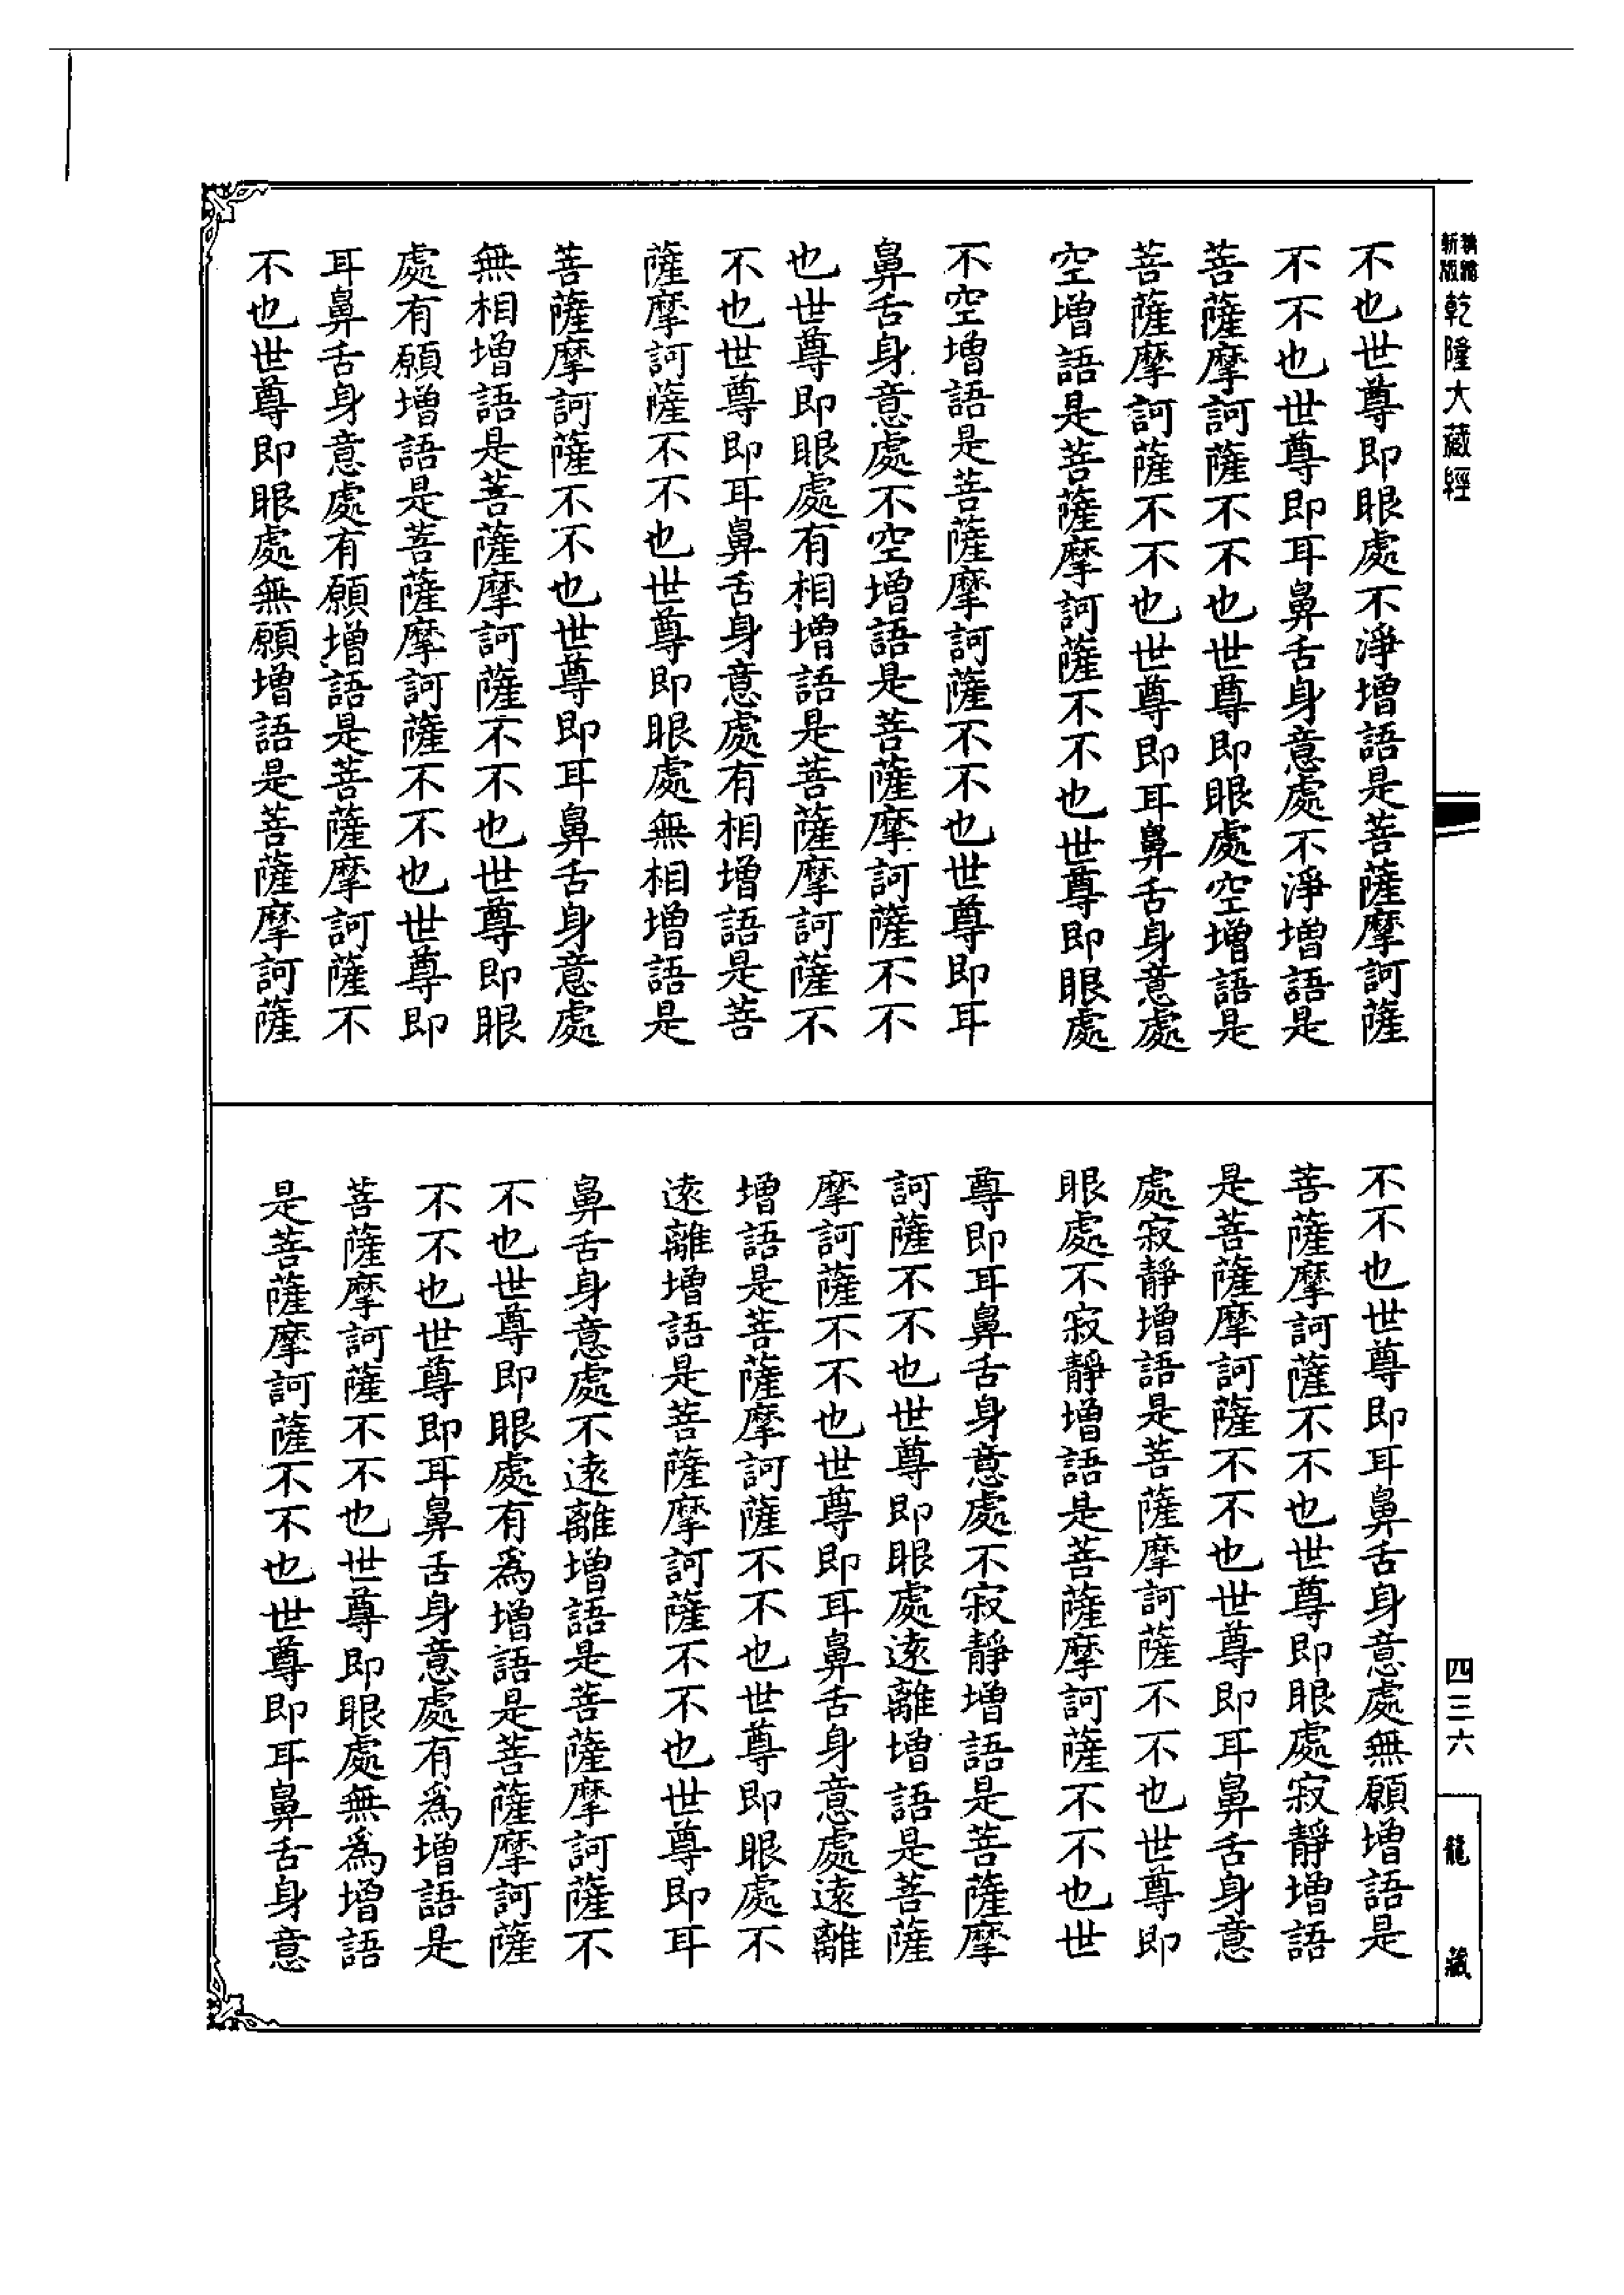 新版
精縮
乾隆大藏經
不也世尊即眼處不淨增語是菩薩摩訶薩
不不也世尊即耳鼻舌身意處不淨增語是
菩薩摩訶薩不不也世尊即眼處空增語是
菩薩摩訶薩不不也世尊即耳鼻舌身意處
空增語是菩薩摩訶薩不不也世尊即眼處
不空增語是菩薩摩訶薩不不也世尊即耳
鼻舌身意處不空增語是菩薩摩訶薩不不
也世尊即眼處有相增語是菩薩摩訶薩不
不也世尊即耳鼻舌身意處有相增語是菩
薩摩訶薩不不也世尊即眼處無相增語是
菩薩摩訶薩不不也世尊即耳鼻舌身意處
無相增語是菩薩摩訶薩不不也世尊即眼
處有願增語是菩薩摩訶薩不不也世尊即
耳鼻舌身意處有願增語是菩薩摩訶薩不
不也世尊即眼處無願增語是菩薩摩訶薩
不不也世尊即耳鼻舌身意處無願增語是
菩薩摩訶薩不不也世尊即眼處寂靜增語
是菩薩摩訶薩不不也世尊即耳鼻舌身意
處寂靜增語是菩薩摩訶薩不不也世尊即
眼處不寂靜增語是菩薩摩訶薩不不也世
尊即耳鼻舌身意處不寂靜增語是菩薩摩
訶薩不不也世尊即眼處遠離增語是菩薩
摩訶薩不不也世尊即耳鼻舌身意處遠離
增語是菩薩摩訶薩不不也世尊即眼處不
遠離增語是菩薩摩訶薩不不也世尊即耳
鼻舌身意處不遠離增語是菩薩摩訶薩不
不也世尊即眼處有為增語是菩薩摩訶薩
不不也世尊即耳鼻舌身意處有為增語是
菩薩摩訶薩不不也世尊即眼處無為增語
是菩薩摩訶薩不不也世尊即耳鼻舌身意
四三六
龍藏